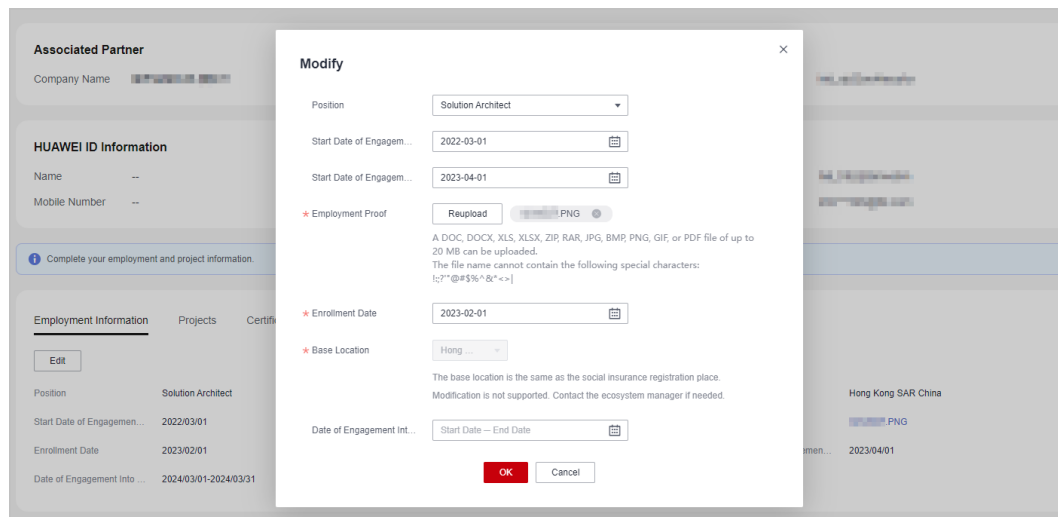 Associated Partner
Company Name
HUAWEI ID Information
Name --
Mobile Number --
Complete your employment and project information.
Employment Information Projects Certifi
Edit
Position Solution Architect Hong Kong SAR China
Start Date of Engagemen... 2022/03/01 .PNG
Enrollment Date 2023/02/01 emen... 2023/04/01
Date of Engagement Into ... 2024/03/01-2024/03/31
Modify
Position Solution Architect
Start Date of Engagem... 2022-03-01
Start Date of Engagem... 2023-04-01
* Employment Proof Reupload .PNG
A DOC, DOCX, XLS, XLSX, ZIP, RAR, JPG, BMP, PNG, GIF, or PDF file of up to
20 MB can be uploaded.
The file name cannot contain the following special characters:
!;:?'"@#$%^&*<>|
* Enrollment Date 2023-02-01
* Base Location Hong ...
The base location is the same as the social insurance registration place.
Modification is not supported. Contact the ecosystem manager if needed.
Date of Engagement Int... Start Date — End Date
OK Cancel